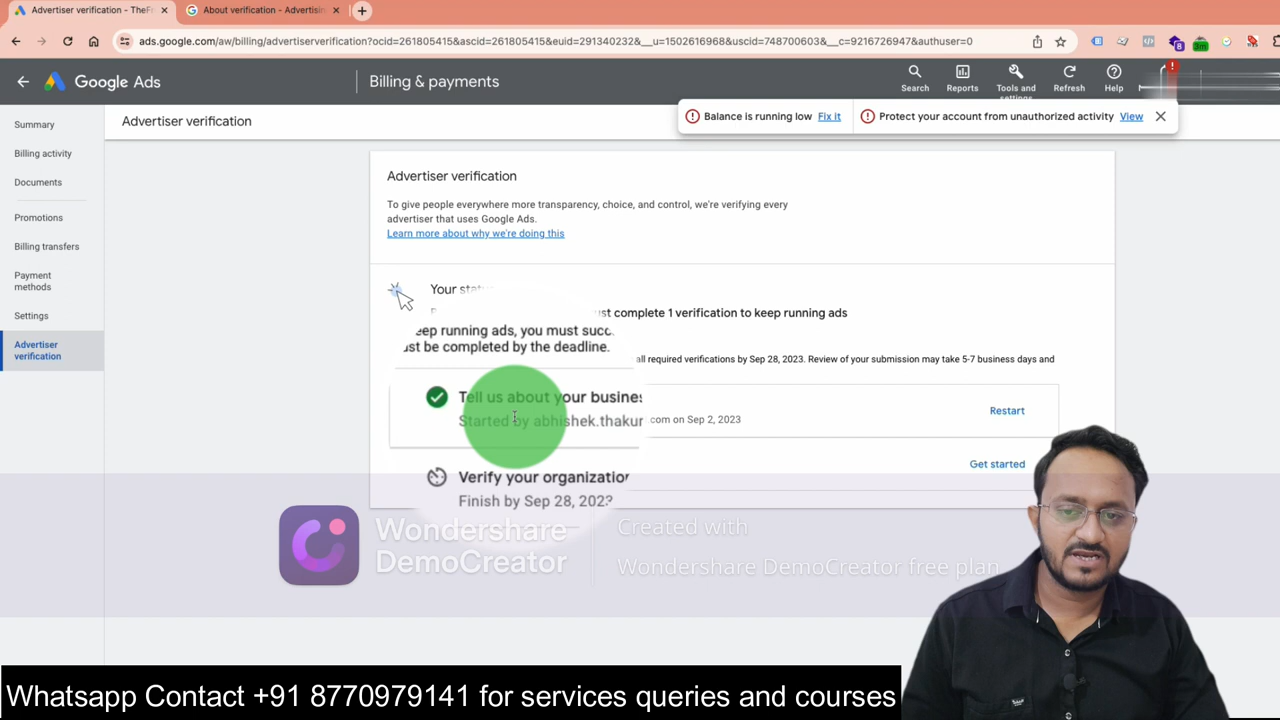 Advertiser verification - TheF
About verification - Advertisin
ads.google.com/aw/billing/advertiserverification?ocid=261805415&ascid=261805415&euid=291340232&__u=1502616968&uscid=748700603&__c=9216726947&authuser=0
Google Ads
Billing & payments
Search
Reports
Tools and settings
Refresh
Help
Summary
Billing activity
Documents
Promotions
Billing transfers
Payment
methods
Settings
Advertiser
verification
Advertiser verification
Balance is running low Fix it
Protect your account from unauthorized activity View
Advertiser verification
To give people everywhere more transparency, choice, and control, we're verifying every
advertiser that uses Google Ads.
Learn more about why we're doing this
Your
complete 1 verification to keep running ads
running ads, you must
be completed by the deadline.
all required verifications by Sep 28, 2023. Review of your submission may take 5-7 business days and
Tell us about your busines
Started by abhishek.thakur
com on Sep 2, 2023
Restart
Verify your organization
Finish by Sep 28, 2023
Get started
Wondershare
DemoCreator
Created with
Wondershare DemoCreator free plan
Whatsapp Contact +91 8770979141 for services queries and courses